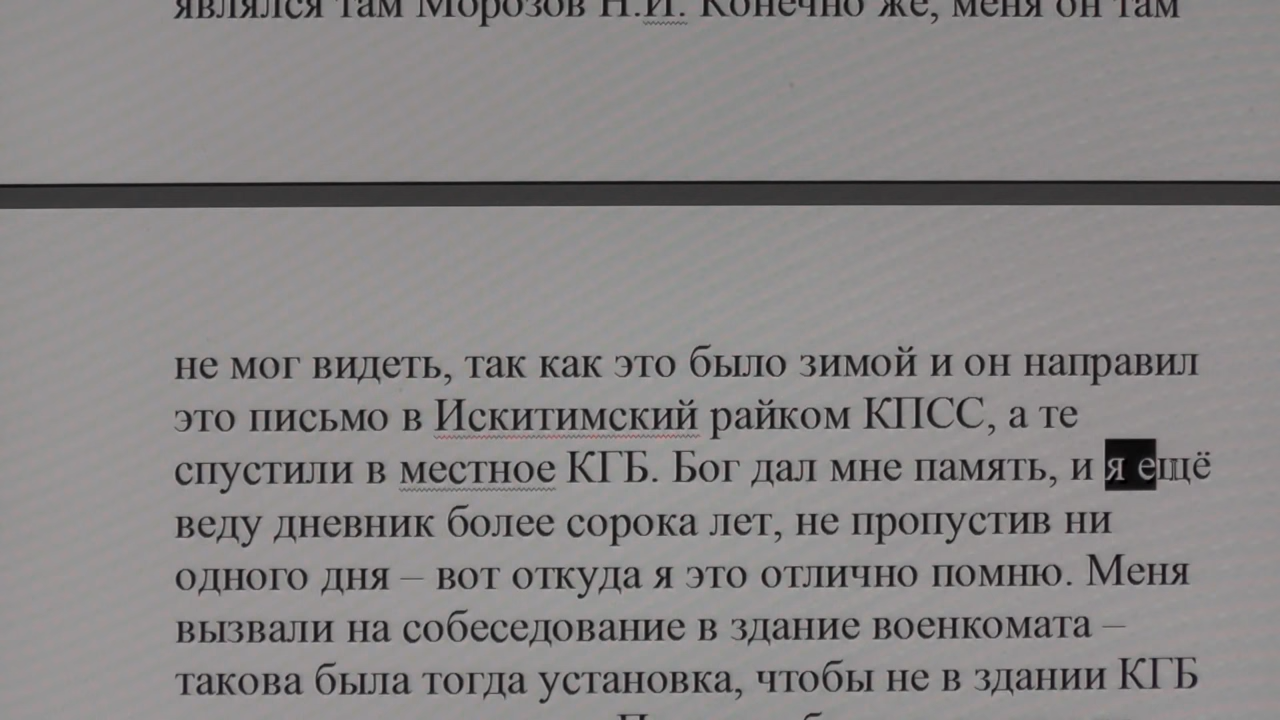 являлся там Морозов Н.И. Конечно же, меня он там
не мог видеть, так как это было зимой и он направил
это письмо в Искитимский райком КПСС, а те
спустили в местное КГБ. Бог дал мне память, и я ещё
веду дневник более сорока лет, не пропустив ни
одного дня – вот откуда я это отлично помню. Меня
вызвали на собеседование в здание военкомата –
такова была тогда установка, чтобы не в здании КГБ